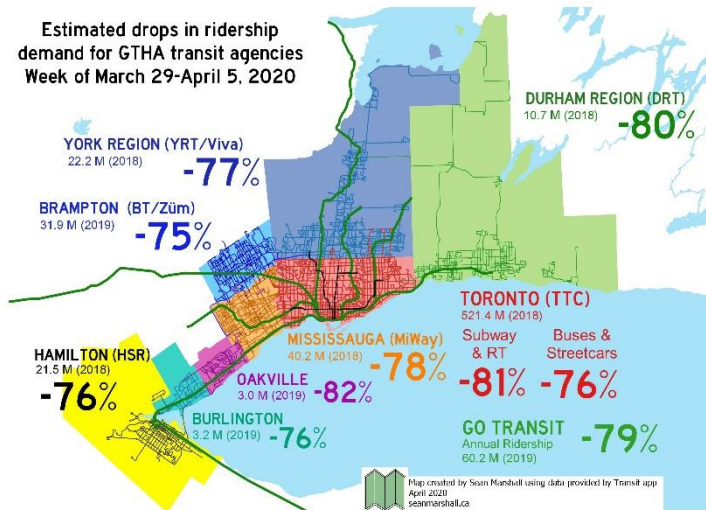 Estimated drops in ridership
demand for GTHA transit agencies
Week of March 29-April 5, 2020
DURHAM REGION (DRT)
10.7 M (2018)
-80%
YORK REGION (YRT/Viva)
22.2 M (2018)
-77%
BRAMPTON (BT/Züm)
31.9 M (2019)
-75%
TORONTO (TTC)
521.4 M (2018)
Subway
& RT
-81%
Buses &
Streetcars
-76%
MISSISSAUGA (MiWay)
40.2 M (2018)
-78%
HAMILTON (HSR)
21.5 M (2018)
-76%
OAKVILLE
3.0 M (2019)
-82%
BURLINGTON
3.2 M (2019)
-76%
GO TRANSIT
Annual Ridership
60.2 M (2019)
-79%
Map created by Sean Marshall using data provided by Transit app
April 2020
seanmarshall.ca